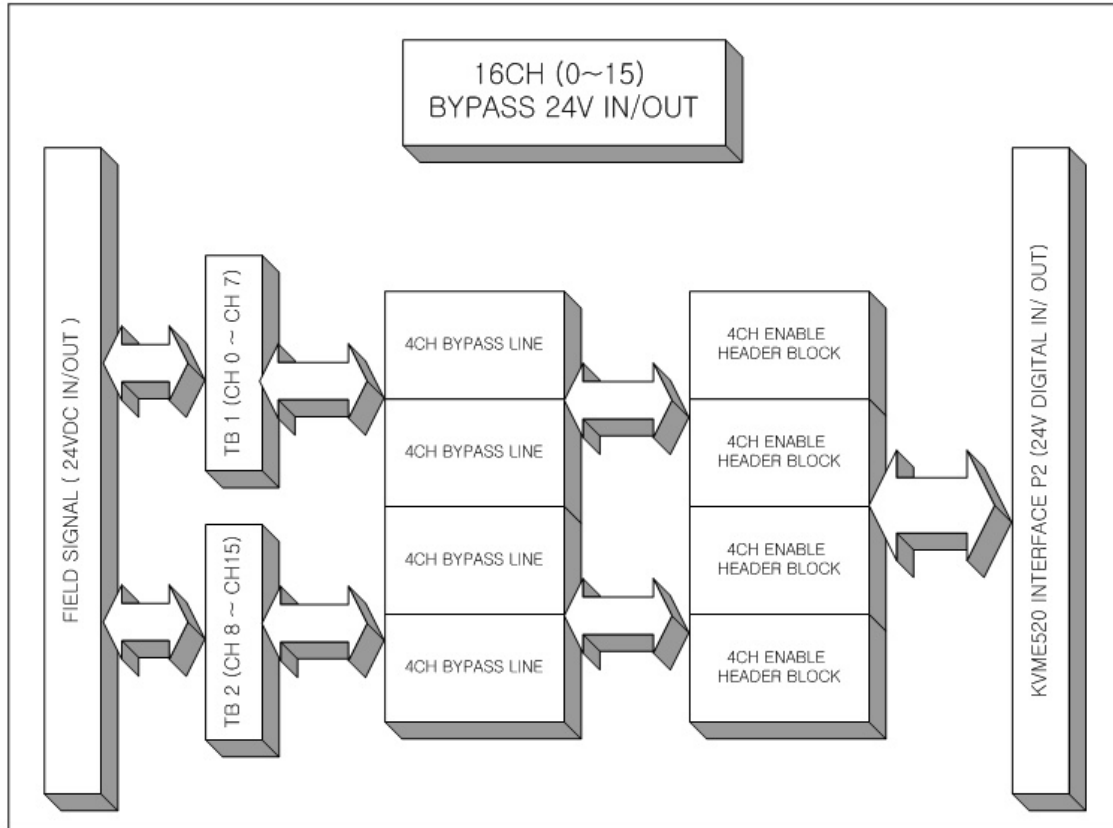 16CH (0~15)
BYPASS 24V IN/OUT
FIELD SIGNAL ( 24VDC IN/OUT )
TB 1 (CH 0 ~ CH 7)
TB 2 (CH 8 ~ CH15)
4CH BYPASS LINE
4CH BYPASS LINE
4CH BYPASS LINE
4CH BYPASS LINE
4CH ENABLE
HEADER BLOCK
4CH ENABLE
HEADER BLOCK
4CH ENABLE
HEADER BLOCK
4CH ENABLE
HEADER BLOCK
KVME520 INTERFACE P2 (24V DIGITAL IN/ OUT)